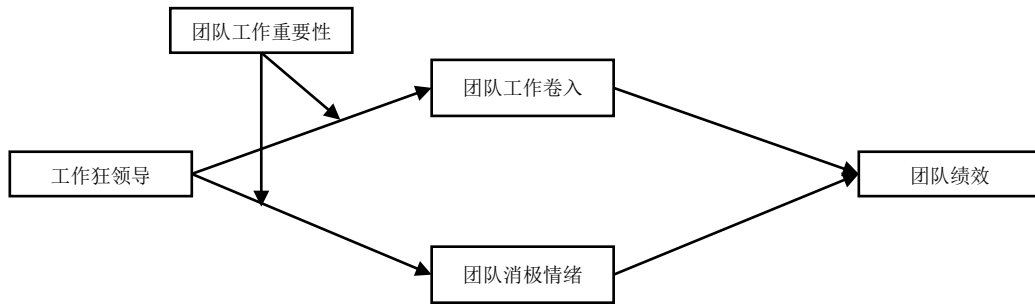 团队工作重要性
团队工作卷入
工作狂领导
团队绩效
团队消极情绪